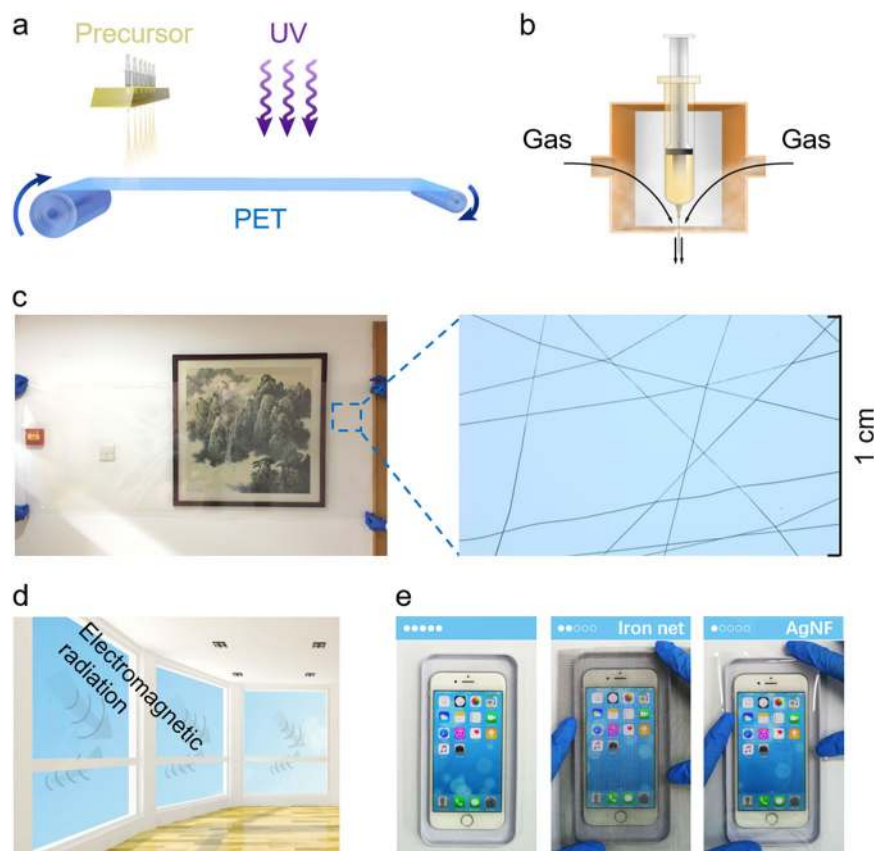 a
Precursor
UV
PET
b
Gas
Gas
c
1 cm
d
Electromagnetic
radiation
e
Iron net
AgNF